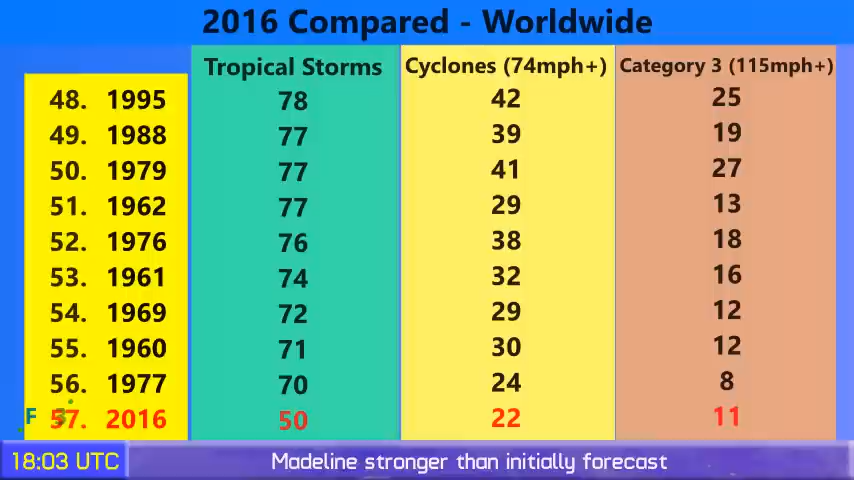 2016 Compared - Worldwide
Tropical Storms Cyclones (74mph+) Category 3 (115mph+)
48. 1995 78 42 25
49. 1988 77 39 19
50. 1979 77 41 27
51. 1962 77 29 13
52. 1976 76 38 18
53. 1961 74 32 16
54. 1969 72 29 12
55. 1960 71 30 12
56. 1977 70 24 8
57. 2016 50 22 11
18:03 UTC Madeline stronger than initially forecast